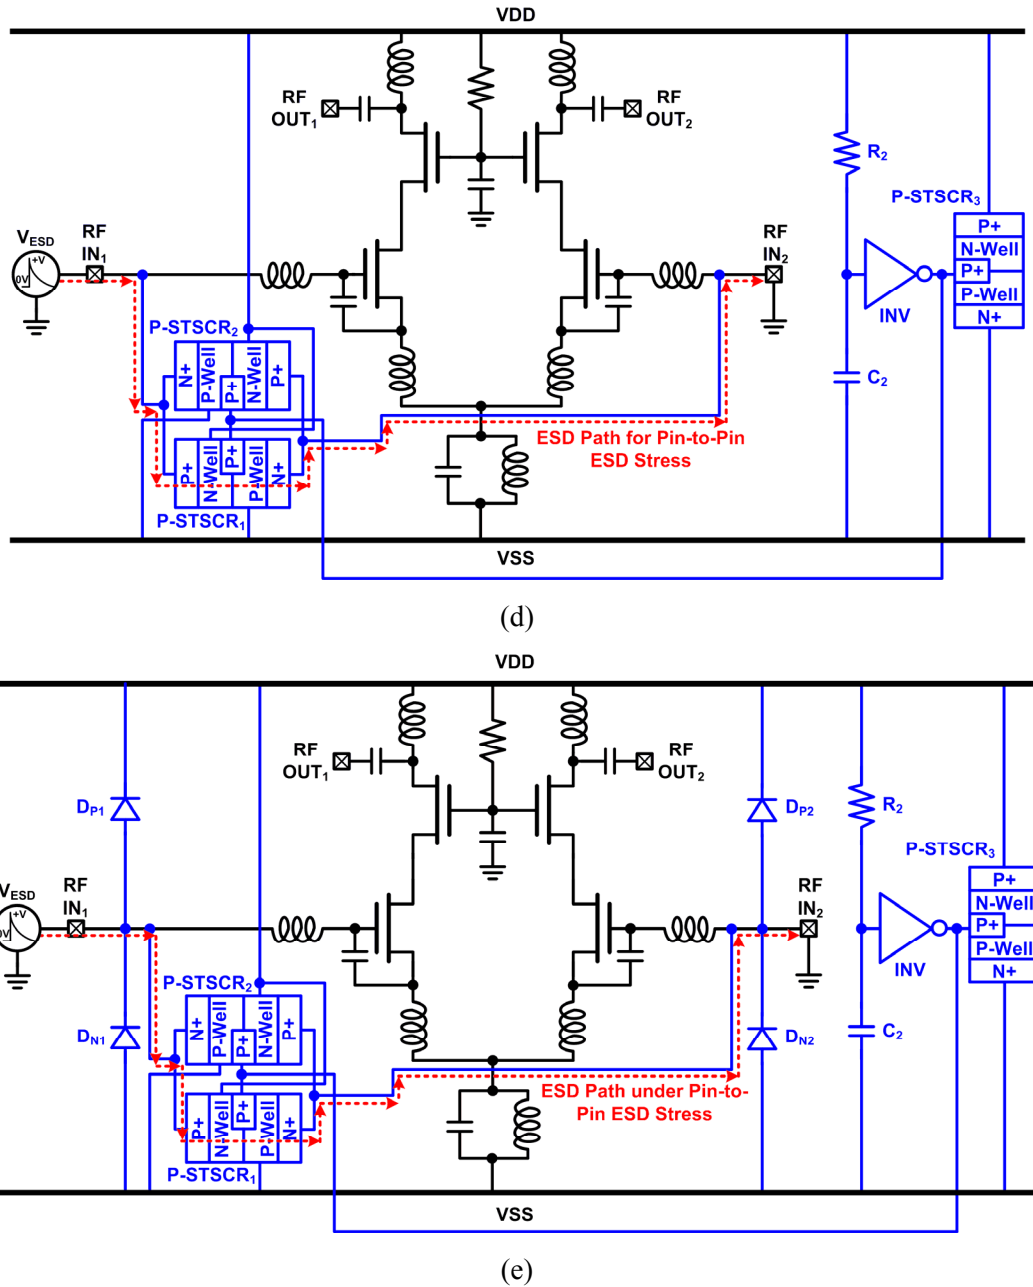 VDD
RF
OUT1
RF
OUT2
R2
P-STSCR3
P+
N-Well
P+
P-Well
N+
VESD
+V
0V
RF
IN1
RF
IN2
INV
P-STSCR2
N+
P-Well
P+
N-Well
P+
C2
P+
N-Well
P+
P-Well
N+
P-STSCR1
ESD Path for Pin-to-Pin
ESD Stress
VSS
(d)
VDD
RF
OUT1
RF
OUT2
DP1
DP2
R2
P-STSCR3
P+
N-Well
P+
P-Well
N+
VESD
+V
0V
RF
IN1
RF
IN2
INV
P-STSCR2
N+
P-Well
P+
N-Well
P+
DN1
DN2
C2
P+
N-Well
P+
P-Well
N+
P-STSCR1
ESD Path under Pin-to-
Pin ESD Stress
VSS
(e)